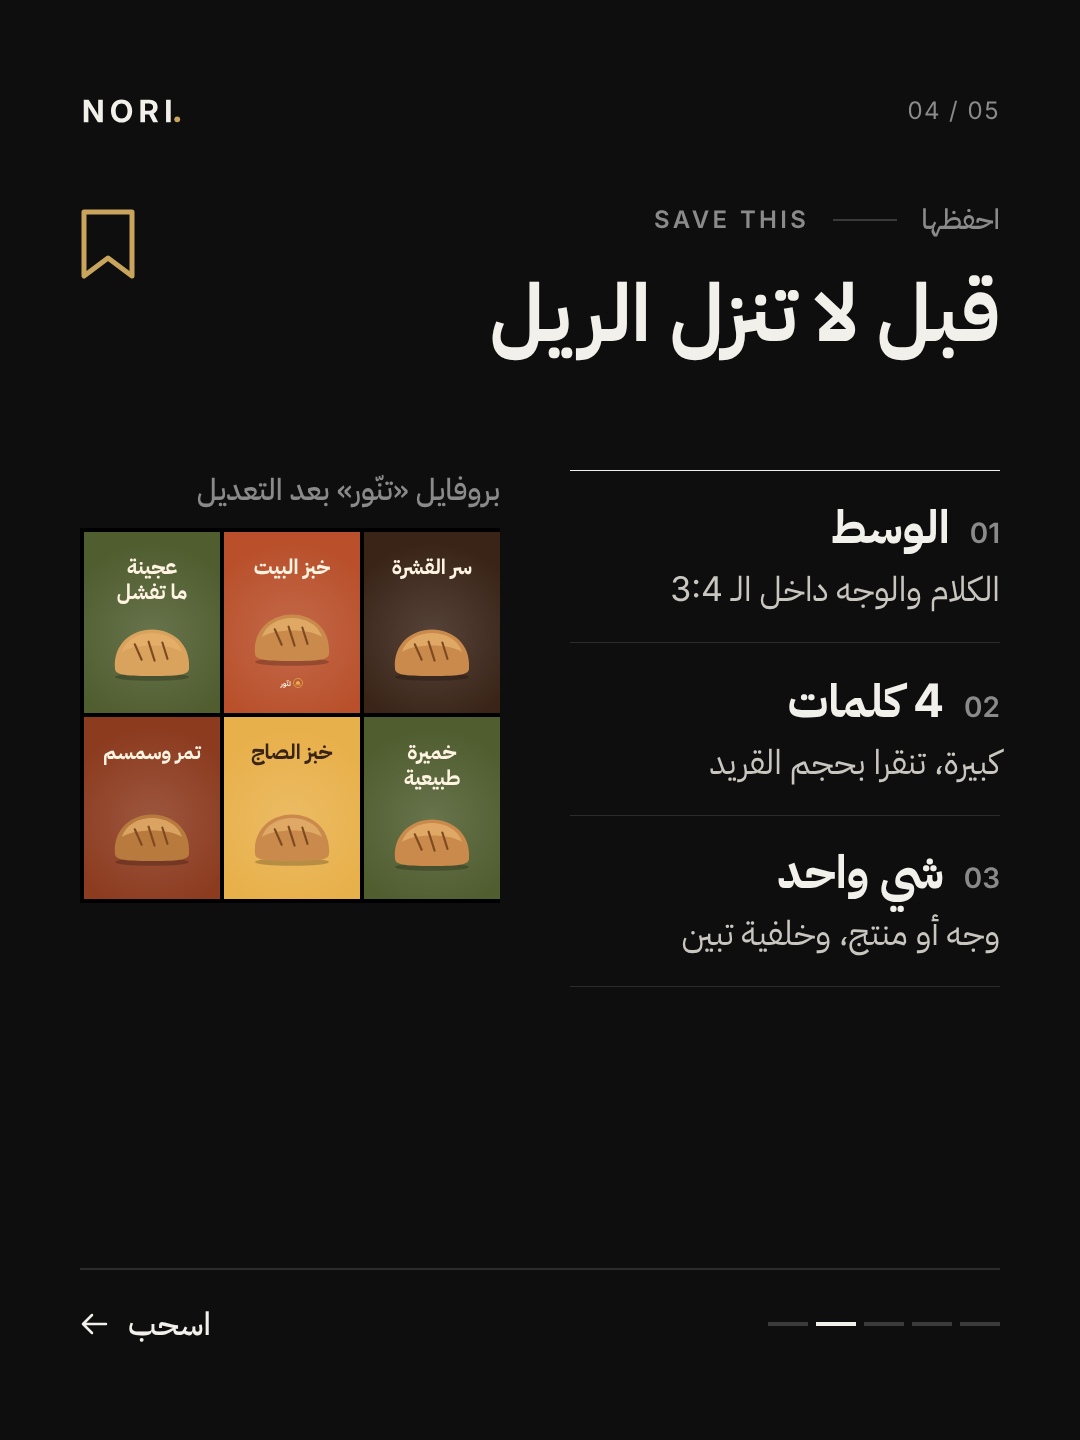 NORI.
04 / 05
احفظها — SAVE THIS
قبل لا تنزل الريل
01 الوسط
الكلام والوجه داخل الـ 3:4
02 4 كلمات
كبيرة، تنقرا بحجم القريد
03 شي واحد
وجه أو منتج، وخلفية تبين
بروفايل «تنّور» بعد التعديل
سر القشرة
خبز البيت
تنّور
عجينة
ما تفشل
خميرة
طبيعية
خبز الصاج
تمر وسمسم
اسحب ←